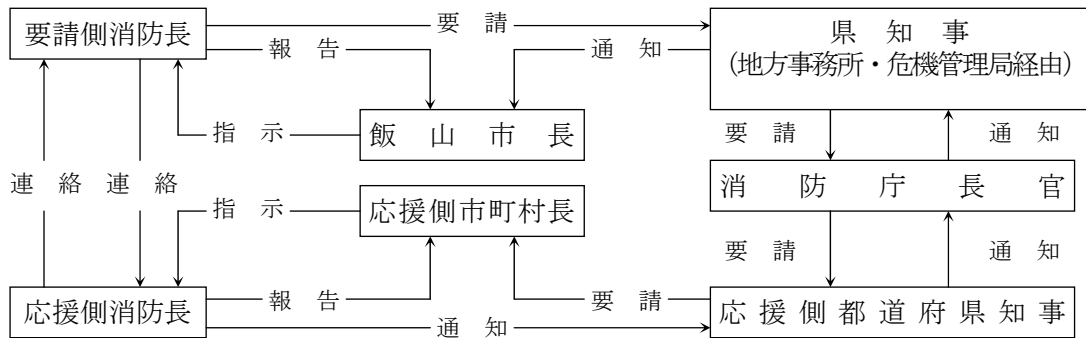 要請側消防長
要請
県知事
(地方事務所・危機管理局経由)
報告
通知
指示
飯山市長
要請
通知
連絡
連絡
消防庁長官
指示
応援側市町村長
要請
通知
応援側消防長
報告
要請
応援側都道府県知事
通知